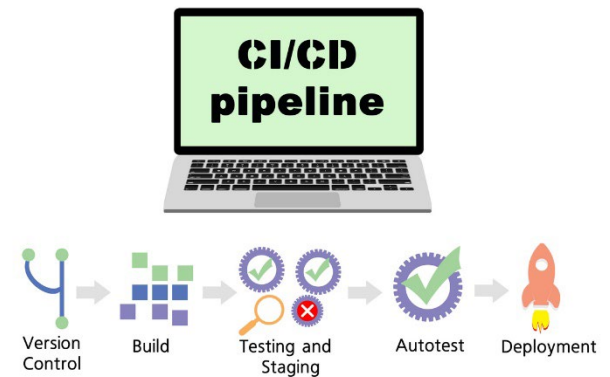 CI/CD
pipeline
Version
Control
Build
Testing and
Staging
Autotest
Deployment